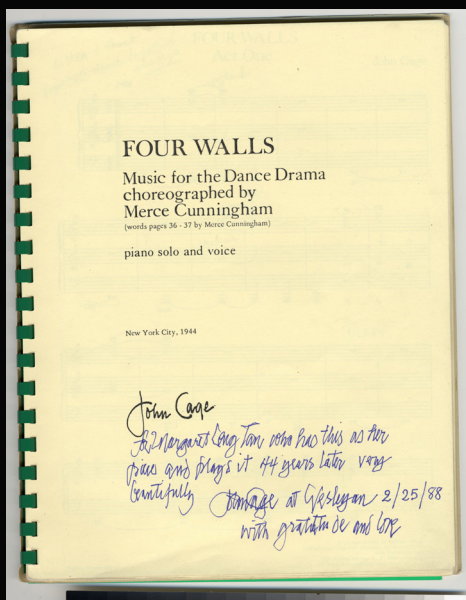 FOUR WALLS
Music for the Dance Drama
choreographed by
Merce Cunningham
(words pages 36 - 37 by Merce Cunningham)
piano solo and voice
New York City, 1944
John Cage
for Margaret Leng Tan who has this as her
piece and plays it 44 years later very
beautifully John Cage at Wesleyan 2/25/88
with gratitude and love